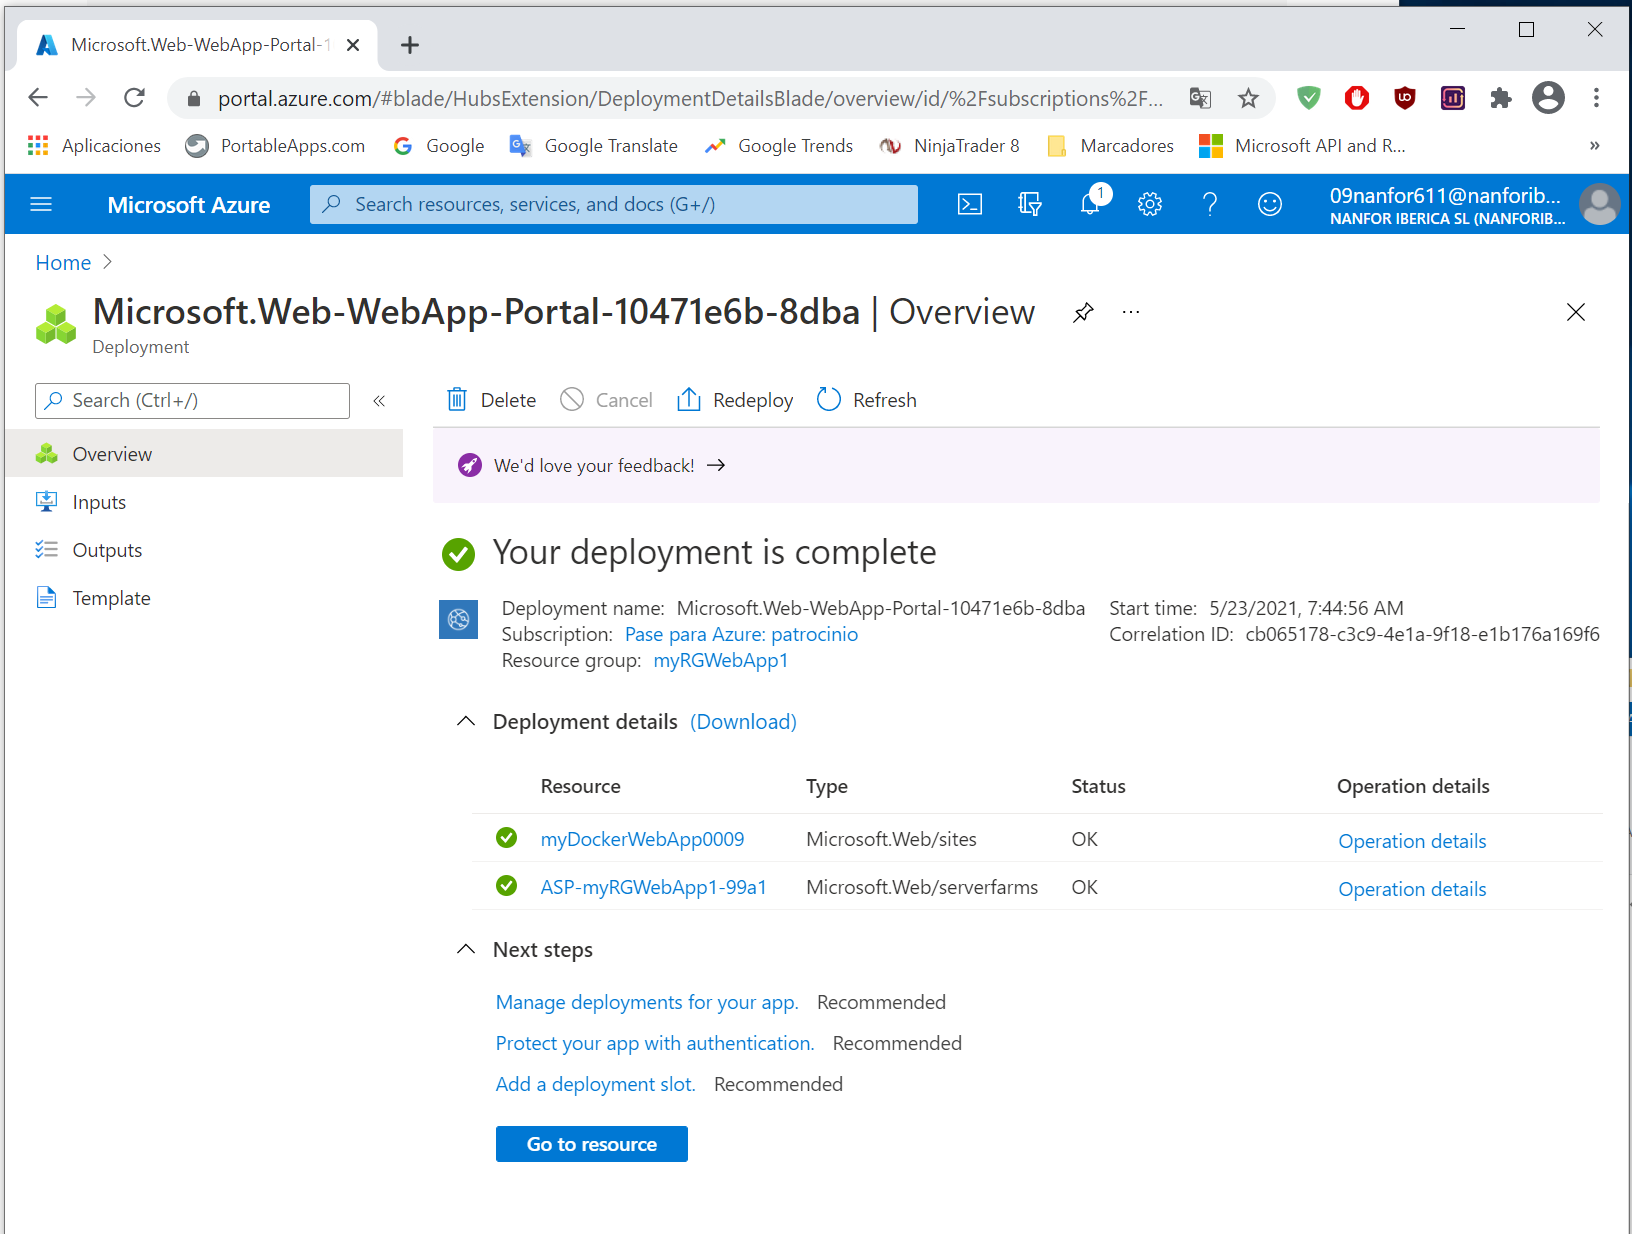 Microsoft.Web-WebApp-Portal-1
portal.azure.com/#blade/HubsExtension/DeploymentDetailsBlade/overview/id/%2Fsubscriptions%2F...
Aplicaciones PortableApps.com Google Google Translate Google Trends NinjaTrader 8 Marcadores Microsoft API and R... »
Microsoft Azure Search resources, services, and docs (G+/) 1 09nanfor611@nanforib...
NANFOR IBERICA SL (NANFORIB...
Home >
Microsoft.Web-WebApp-Portal-10471e6b-8dba | Overview ...
Deployment
Search (Ctrl+/) «
Delete Cancel Redeploy Refresh
Overview
Inputs
Outputs
Template
We'd love your feedback! →
Your deployment is complete
Deployment name: Microsoft.Web-WebApp-Portal-10471e6b-8dba Start time: 5/23/2021, 7:44:56 AM
Subscription: Pase para Azure: patrocinio Correlation ID: cb065178-c3c9-4e1a-9f18-e1b176a169f6
Resource group: myRGWebApp1
Deployment details (Download)
Resource Type Status Operation details
myDockerWebApp0009 Microsoft.Web/sites OK Operation details
ASP-myRGWebApp1-99a1 Microsoft.Web/serverfarms OK Operation details
Next steps
Manage deployments for your app. Recommended
Protect your app with authentication. Recommended
Add a deployment slot. Recommended
Go to resource